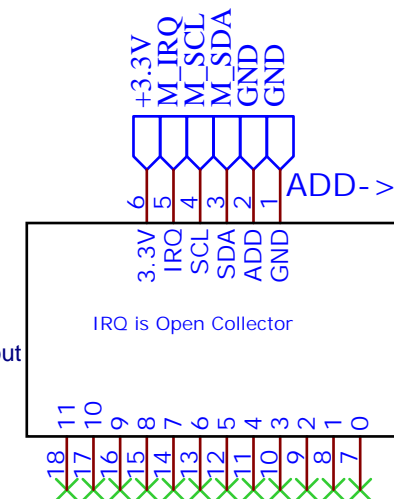 +3.3V
M_IRQ
M_SCL
M_SDA
GND
GND
ADD->
6 5 4 3 2 1
3.3V
IRQ
SCL
SDA
ADD
GND
IRQ is Open Collector
out
11 10 9 8 7 6 5 4 3 2 1 0
18 17 16 15 14 13 12 11 10 9 8 7